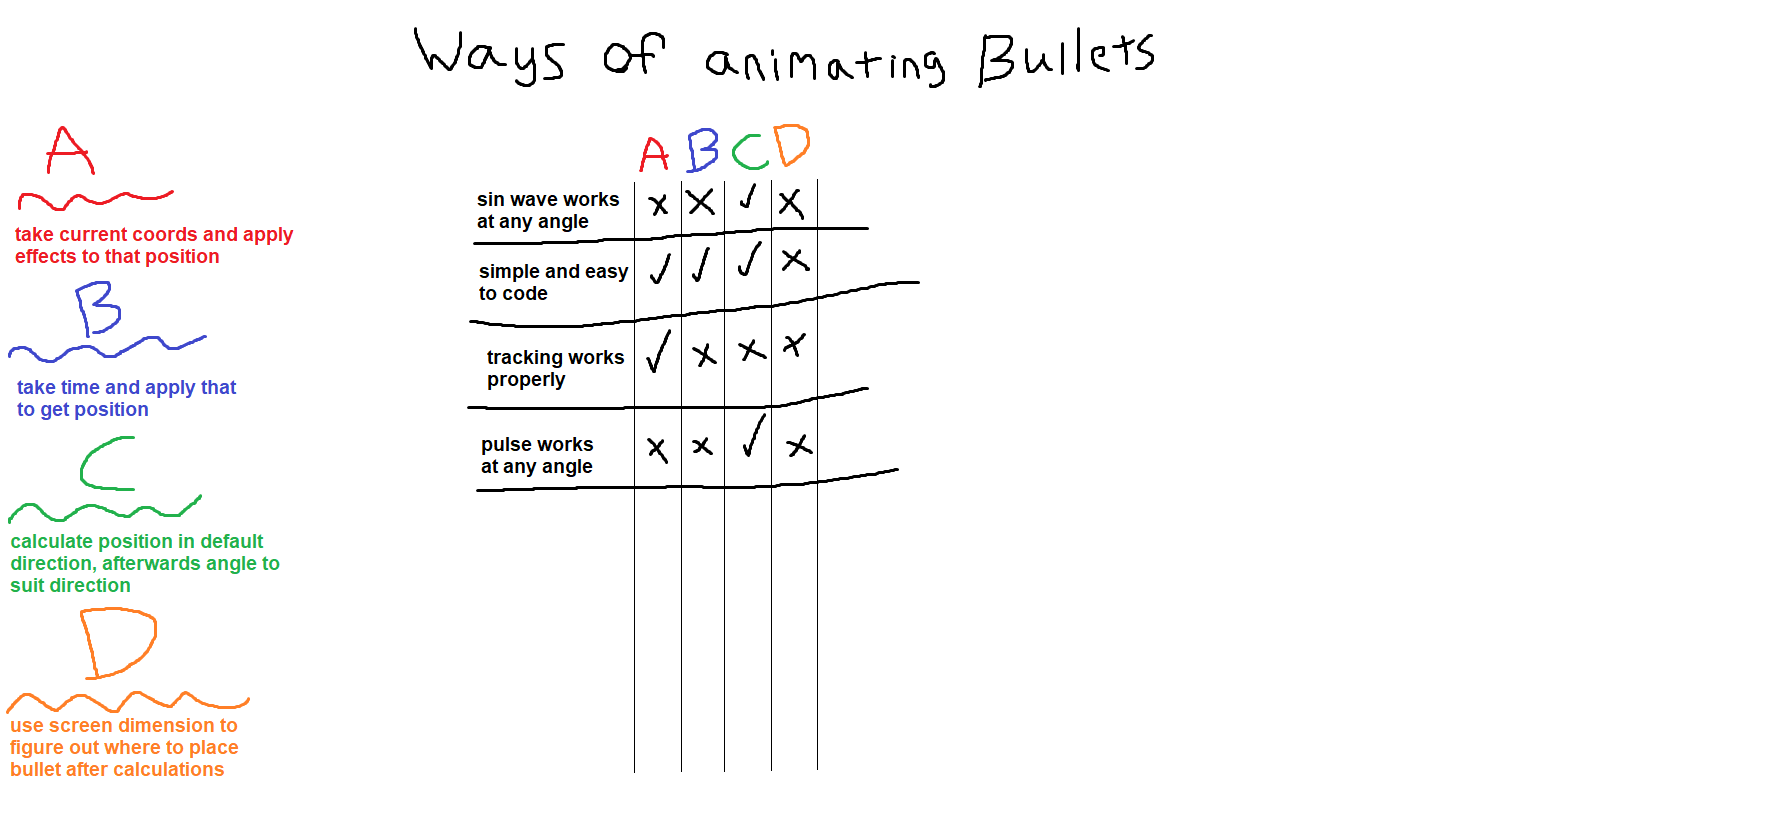 Ways of animating Bullets
A
take current coords and apply
effects to that position
B
take time and apply that
to get position
C
calculate position in default
direction, afterwards angle to
suit direction
D
use screen dimension to
figure out where to place
bullet after calculations
A B C D
sin wave works
at any angle
x x ✓ x
simple and easy
to code
✓ ✓ ✓ x
tracking works
properly
✓ x x x
pulse works
at any angle
x x ✓ x